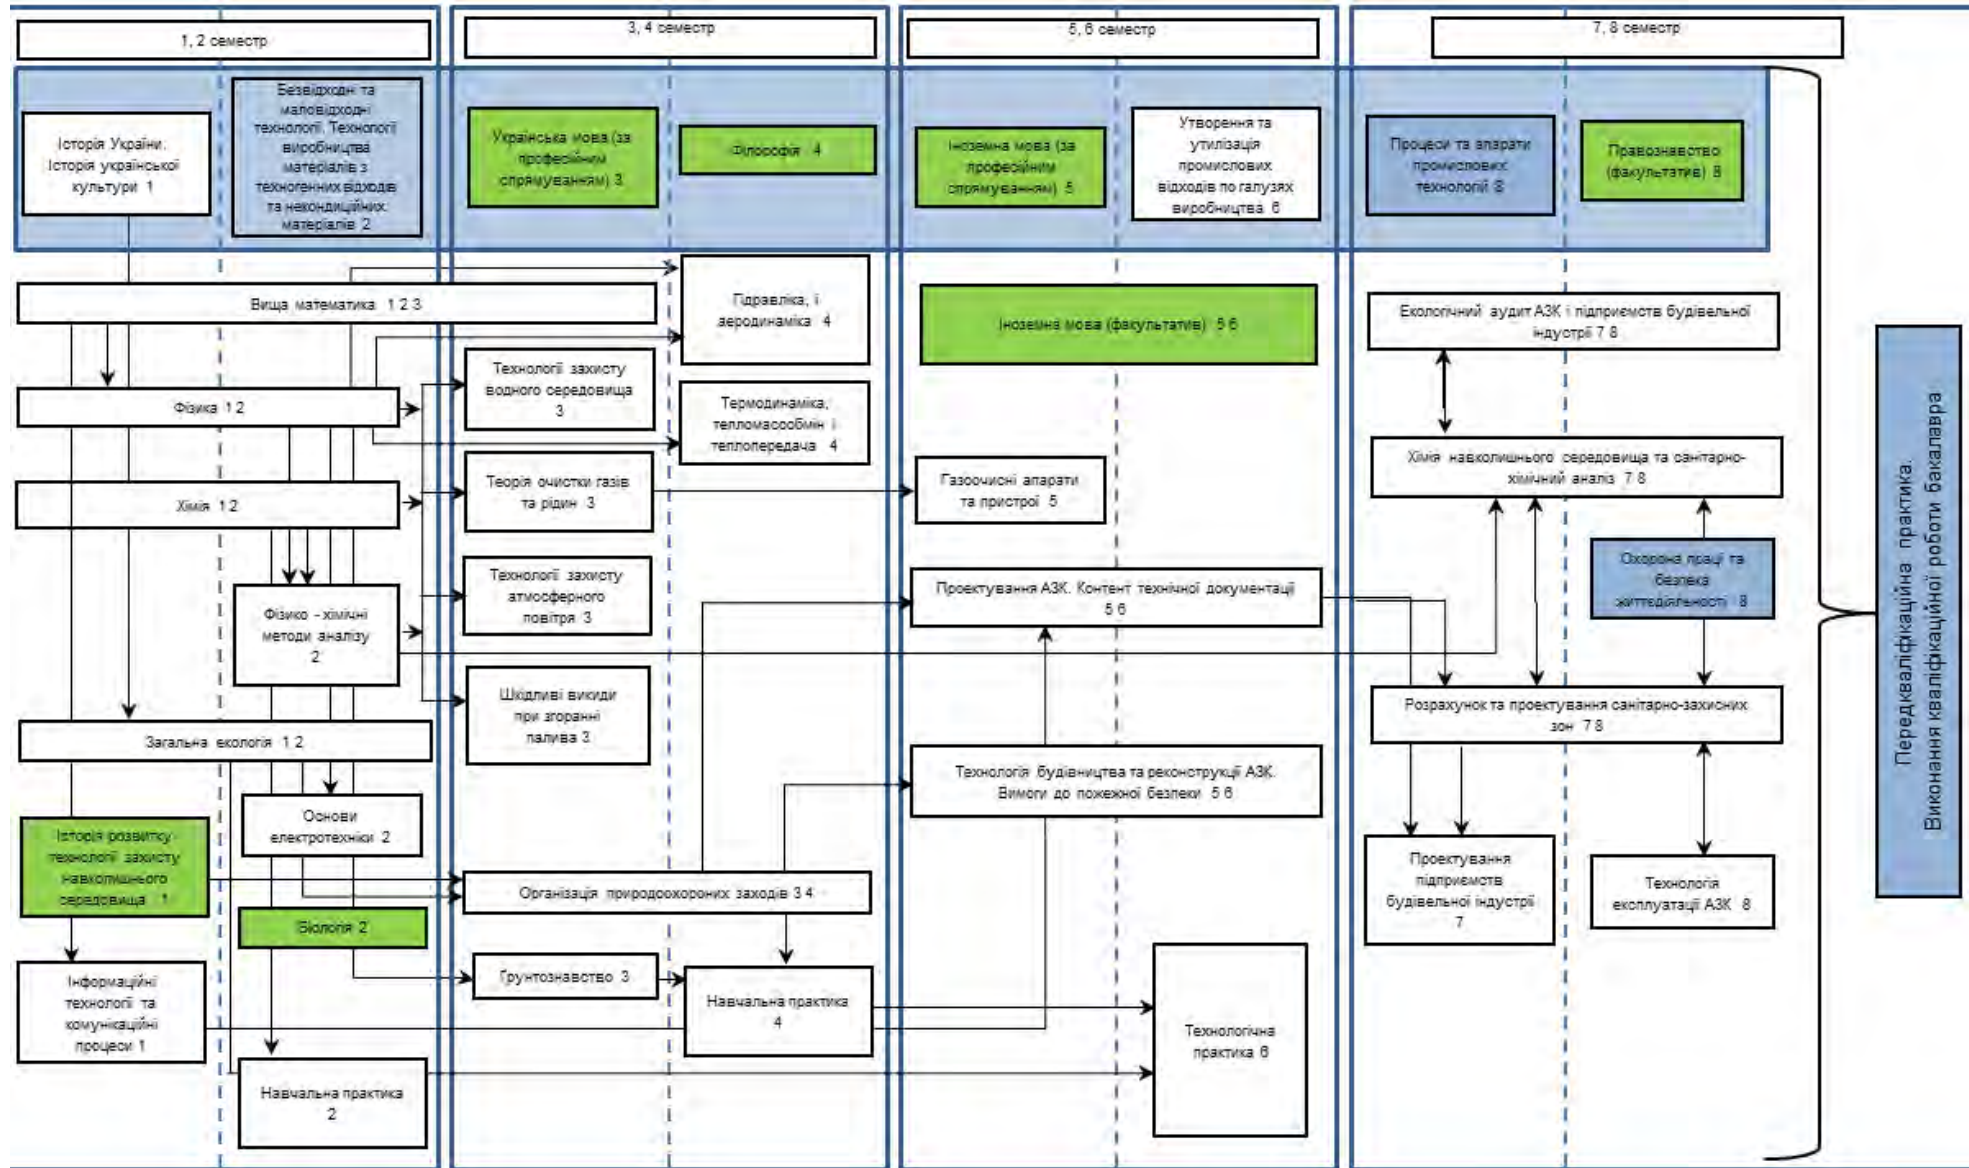 1, 2 семестр
3, 4 семестр
5, 6 семестр
7, 8 семестр
Історія України.
Історія української
культури 1
Безвідходні та
маловідходні
технології. Технології
виробництва
матеріалів з
техногенних відходів
та некондиційних
матеріалів 2
Українська мова (за
професійним
спрямуванням) 3
Філософія 4
Іноземна мова (за
професійним
спрямуванням) 5
Утворення та
утилізація
промислових
відходів по галузях
виробництва 6
Процеси та апарати
промислових
технологій 8
Правознавство
(факультатив) 8
Вища математика 1 2 3
Гідравліка, і
аеродинаміка 4
Іноземна мова (факультатив) 5 6
Екологічний аудит АЗК і підприємств будівельної
індустрії 7 8
Фізика 1 2
Технології захисту
водного середовища
3
Термодинаміка,
тепломасообмін і
теплопередача 4
Хімія 1 2
Теорія очистки газів
та рідин 3
Газоочисні апарати
та пристрої 5
Хімія навколишнього середовища та санітарно-
хімічний аналіз 7 8
Фізико - хімічні
методи аналізу
2
Технології захисту
атмосферного
повітря 3
Проектування АЗК. Контент технічної документації
5 6
Охорона праці та
безпека
життєдіяльності 8
Шкідливі викиди
при згоранні
палива 3
Розрахунок та проектування санітарно-захисних
зон 7 8
Загальна екологія 1 2
Технологія будівництва та реконструкції АЗК.
Вимоги до пожежної безпеки 5 6
Основи
електротехніки 2
Історія розвитку
технології захисту
навколишнього
середовища 1
Організація природоохороних заходів 3 4
Проектування
підприємств
будівельної індустрії
7
Технологія
експлуатації АЗК 8
Біологія 2
Ґрунтознавство 3
Інформаційні
технології та
комунікаційні
процеси 1
Навчальна практика
4
Технологічна
практика 6
Навчальна практика
2
Передкваліфікаційна практика.
Виконання кваліфікаційної роботи бакалавра